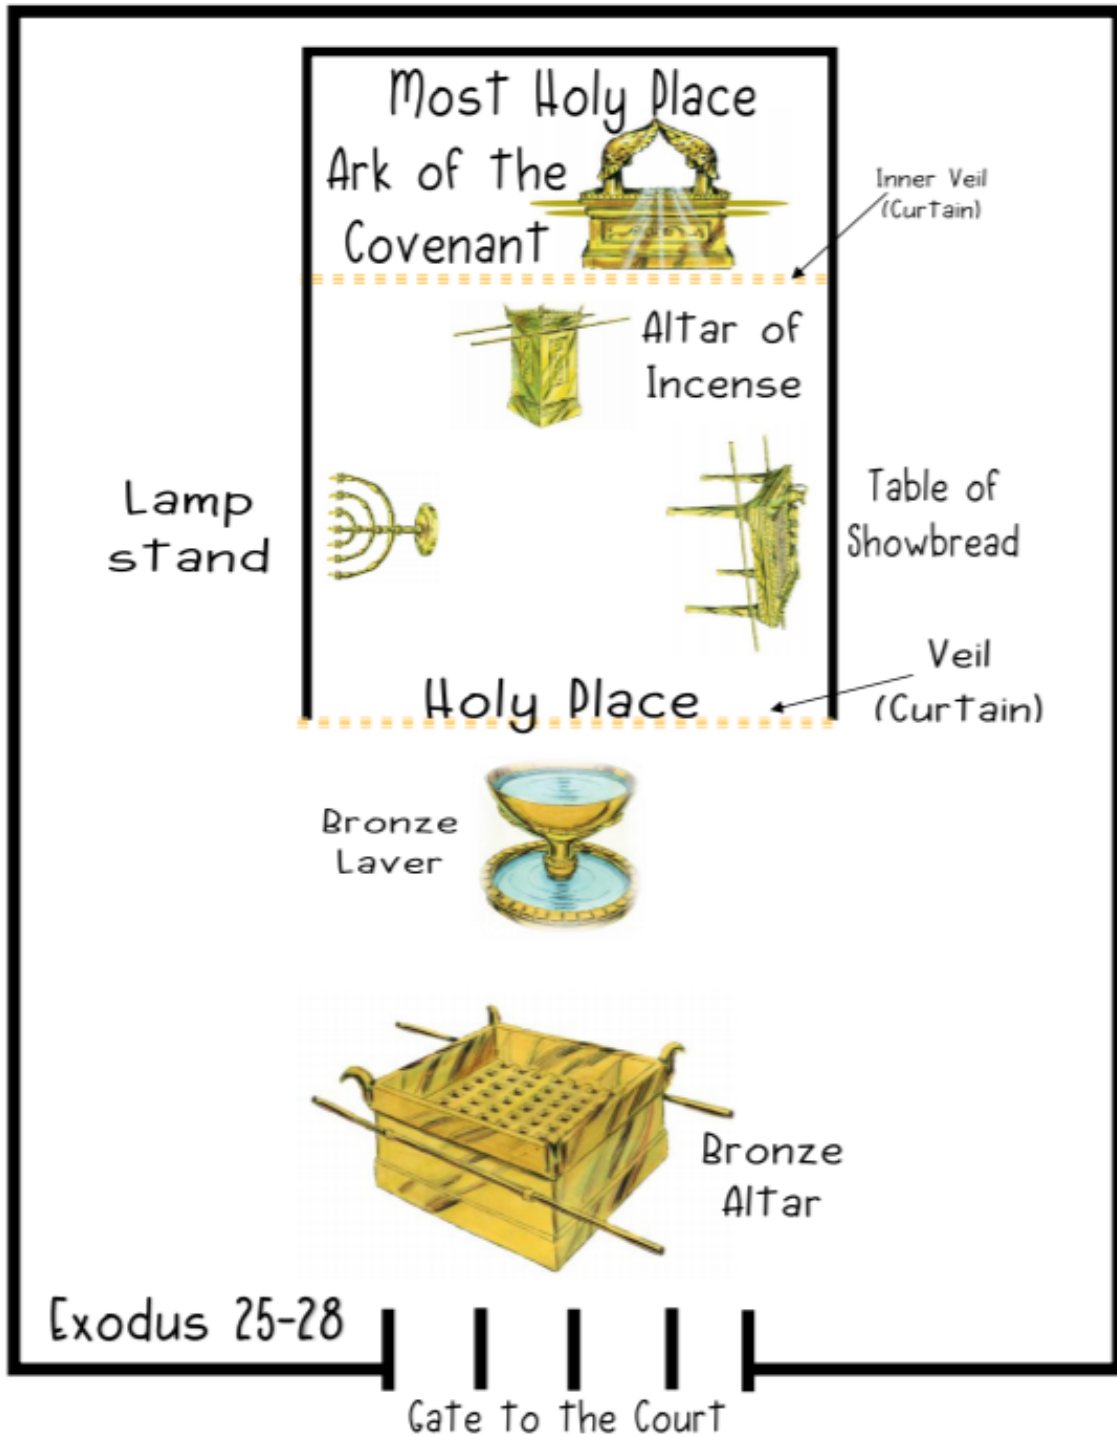 Most Holy Place
Ark of the
Covenant
Inner Veil
(Curtain)
Altar of
Incense
Lamp
stand
Table of
Showbread
Holy Place
Veil
(Curtain)
Bronze
Laver
Bronze
Altar
Exodus 25-28
Gate to the Court